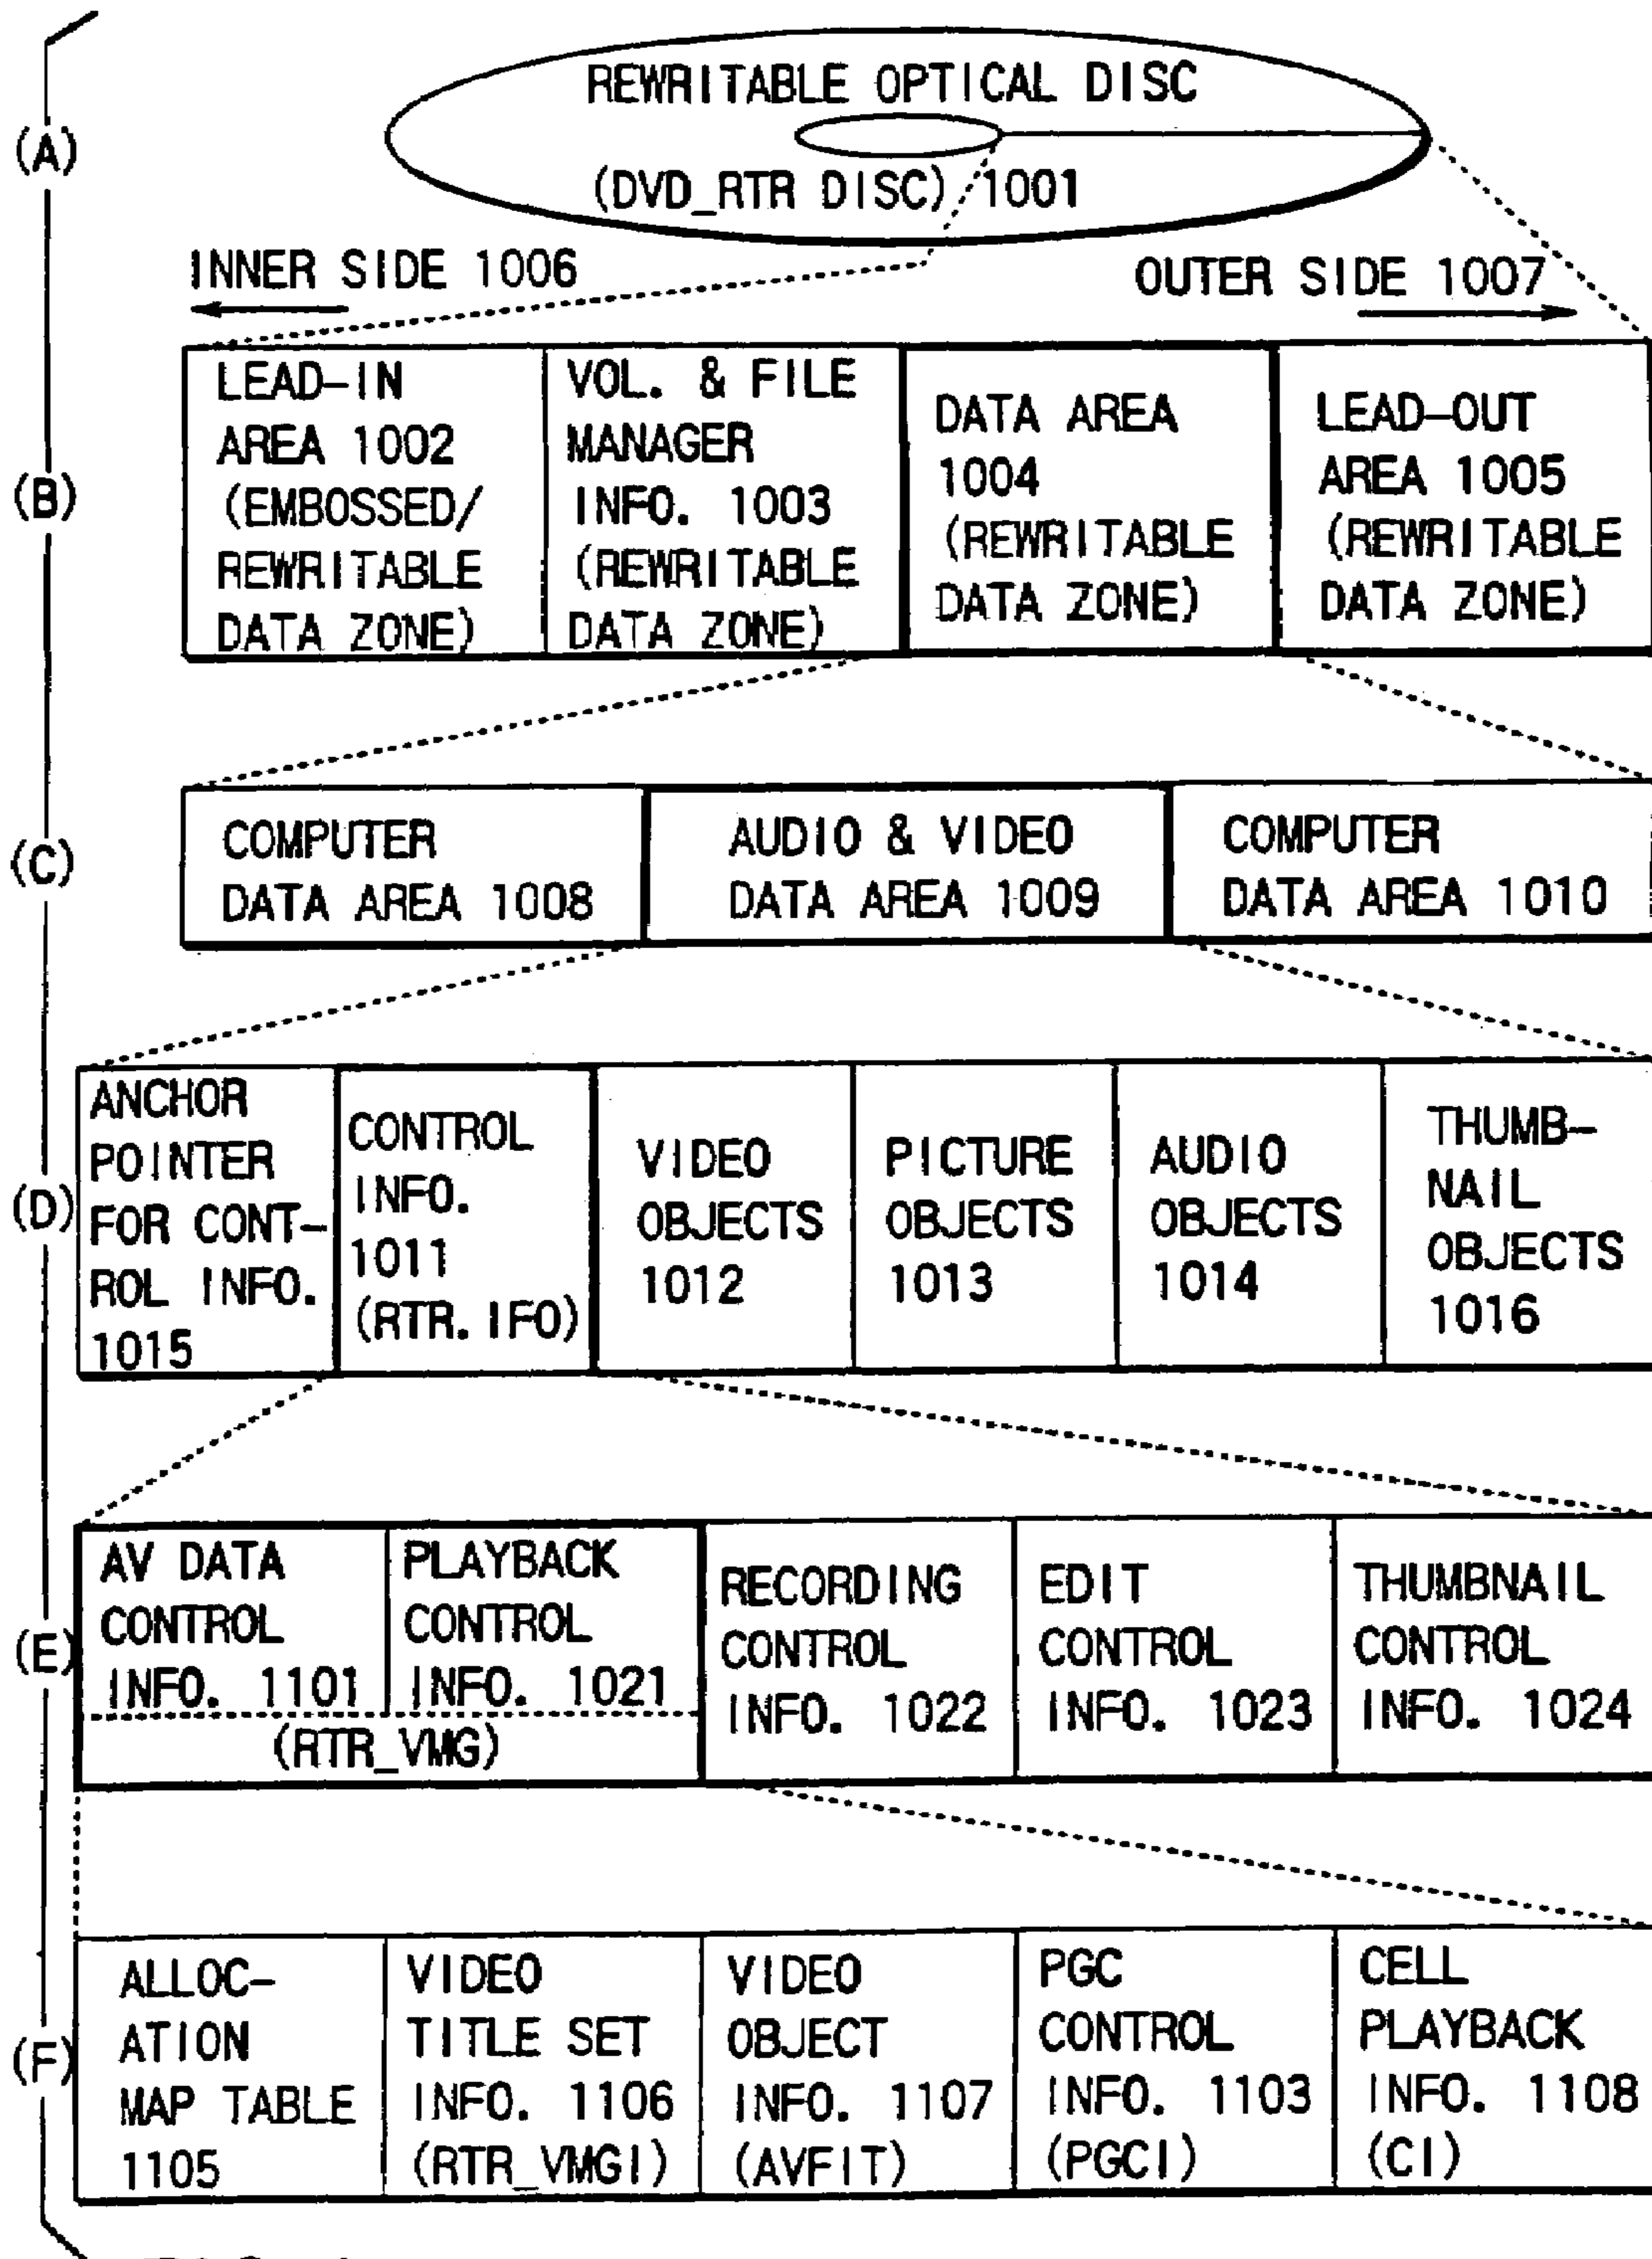 (A)
REWRITABLE OPTICAL DISC
(DVD_RTR DISC) 1001
INNER SIDE 1006
OUTER SIDE 1007
(B)
LEAD-IN
AREA 1002
(EMBOSSED/
REWRITABLE
DATA ZONE)
VOL. & FILE
MANAGER
INFO. 1003
(REWRITABLE
DATA ZONE)
DATA AREA
1004
(REWRITABLE
DATA ZONE)
LEAD-OUT
AREA 1005
(REWRITABLE
DATA ZONE)
(C)
COMPUTER
DATA AREA 1008
AUDIO & VIDEO
DATA AREA 1009
COMPUTER
DATA AREA 1010
(D)
ANCHOR
POINTER
FOR CONT-
ROL INFO.
1015
CONTROL
INFO.
1011
(RTR.IFO)
VIDEO
OBJECTS
1012
PICTURE
OBJECTS
1013
AUDIO
OBJECTS
1014
THUMB-
NAIL
OBJECTS
1016
(E)
AV DATA
CONTROL
INFO. 1101
PLAYBACK
CONTROL
INFO. 1021
(RTR_VMG)
RECORDING
CONTROL
INFO. 1022
EDIT
CONTROL
INFO. 1023
THUMBNAIL
CONTROL
INFO. 1024
(F)
ALLOC-
ATION
MAP TABLE
1105
VIDEO
TITLE SET
INFO. 1106
(RTR_VMGI)
VIDEO
OBJECT
INFO. 1107
(AVFIT)
PGC
CONTROL
INFO. 1103
(PGCI)
CELL
PLAYBACK
INFO. 1108
(CI)